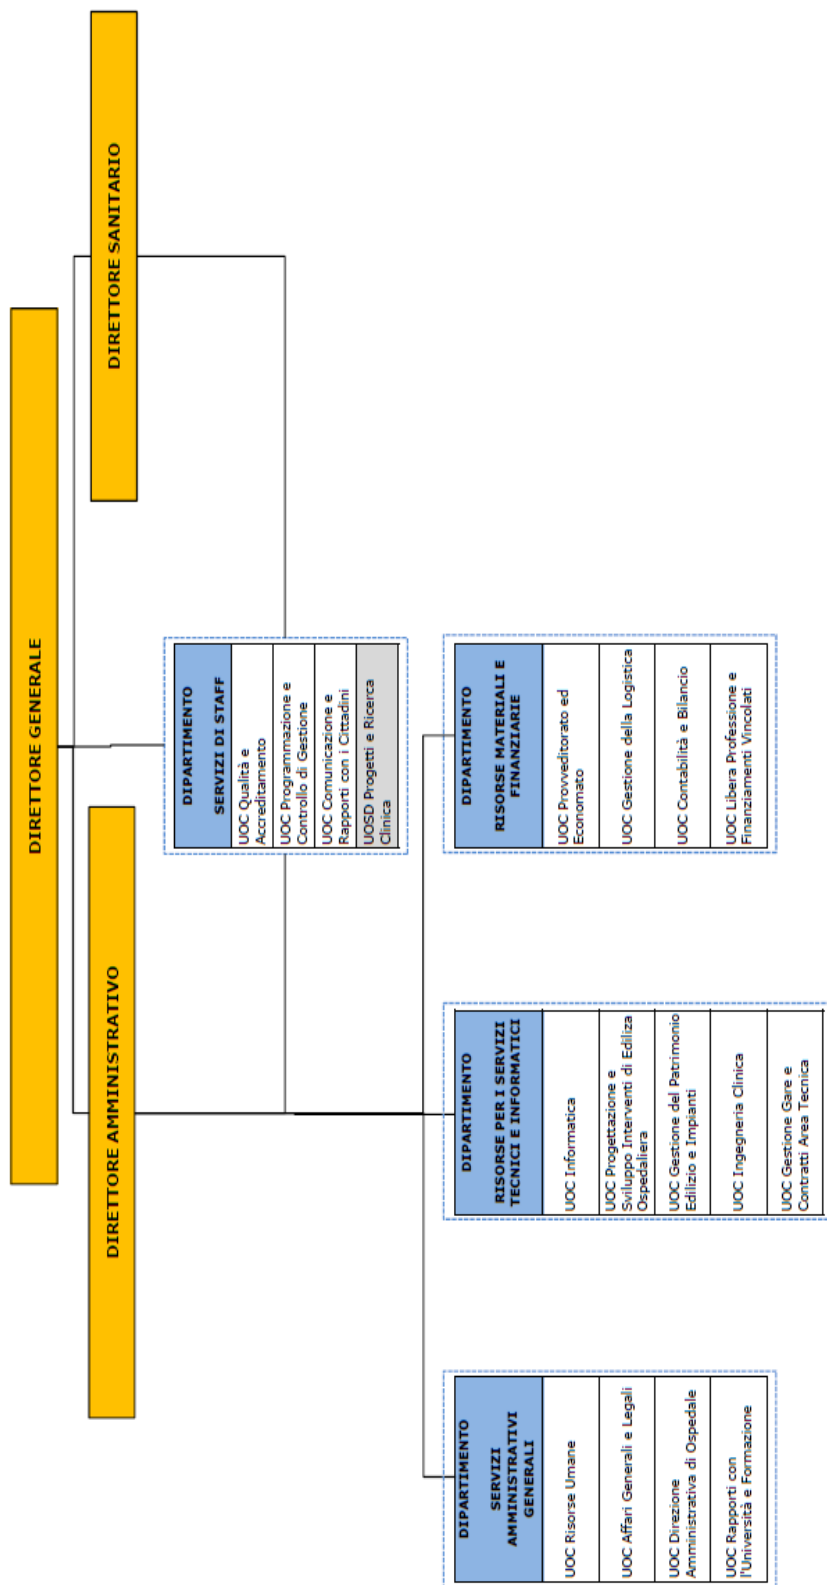 DIRETTORE GENERALE
DIRETTORE AMMINISTRATIVO
DIRETTORE SANITARIO
DIPARTIMENTO
SERVIZI DI STAFF
UOC Qualità e
Accreditamento
UOC Programmazione e
Controllo di Gestione
UOC Comunicazione e
Rapporti con i Cittadini
UOSD Progetti e Ricerca
Clinica
DIPARTIMENTO
SERVIZI
AMMINISTRATIVI
GENERALI
UOC Risorse Umane
UOC Affari Generali e Legali
UOC Direzione
Amministrativa di Ospedale
UOC Rapporti con
l'Università e Formazione
DIPARTIMENTO
RISORSE PER I SERVIZI
TECNICI E INFORMATICI
UOC Informatica
UOC Progettazione e
Sviluppo Interventi di Ediliza
Ospedaliera
UOC Gestione del Patrimonio
Edilizio e Impianti
UOC Ingegneria Clinica
UOC Gestione Gare e
Contratti Area Tecnica
DIPARTIMENTO
RISORSE MATERIALI E
FINANZIARIE
UOC Provveditorato ed
Economato
UOC Gestione della Logistica
UOC Contabilità e Bilancio
UOC Libera Professione e
Finanziamenti Vincolati